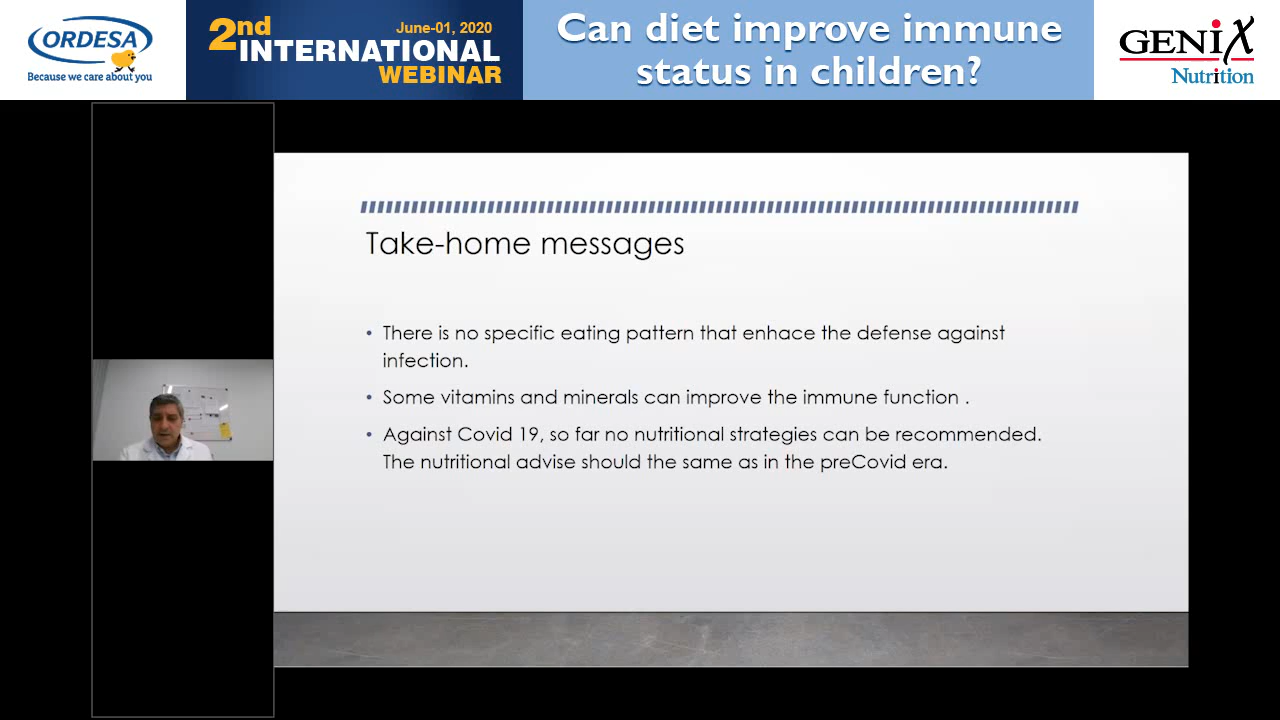 ORDESA
Because we care about you
2nd
June-01, 2020
INTERNATIONAL
WEBINAR
Can diet improve immune
status in children?
GENiX
Nutrition
Take-home messages
• There is no specific eating pattern that enhace the defense against
infection.
• Some vitamins and minerals can improve the immune function .
• Against Covid 19, so far no nutritional strategies can be recommended.
The nutritional advise should the same as in the preCovid era.